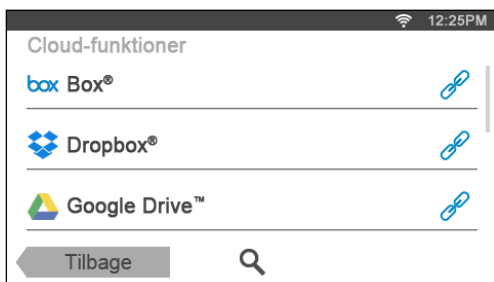 12:25PM
Cloud-funktioner
box Box®
Dropbox®
Google Drive™
Tilbage